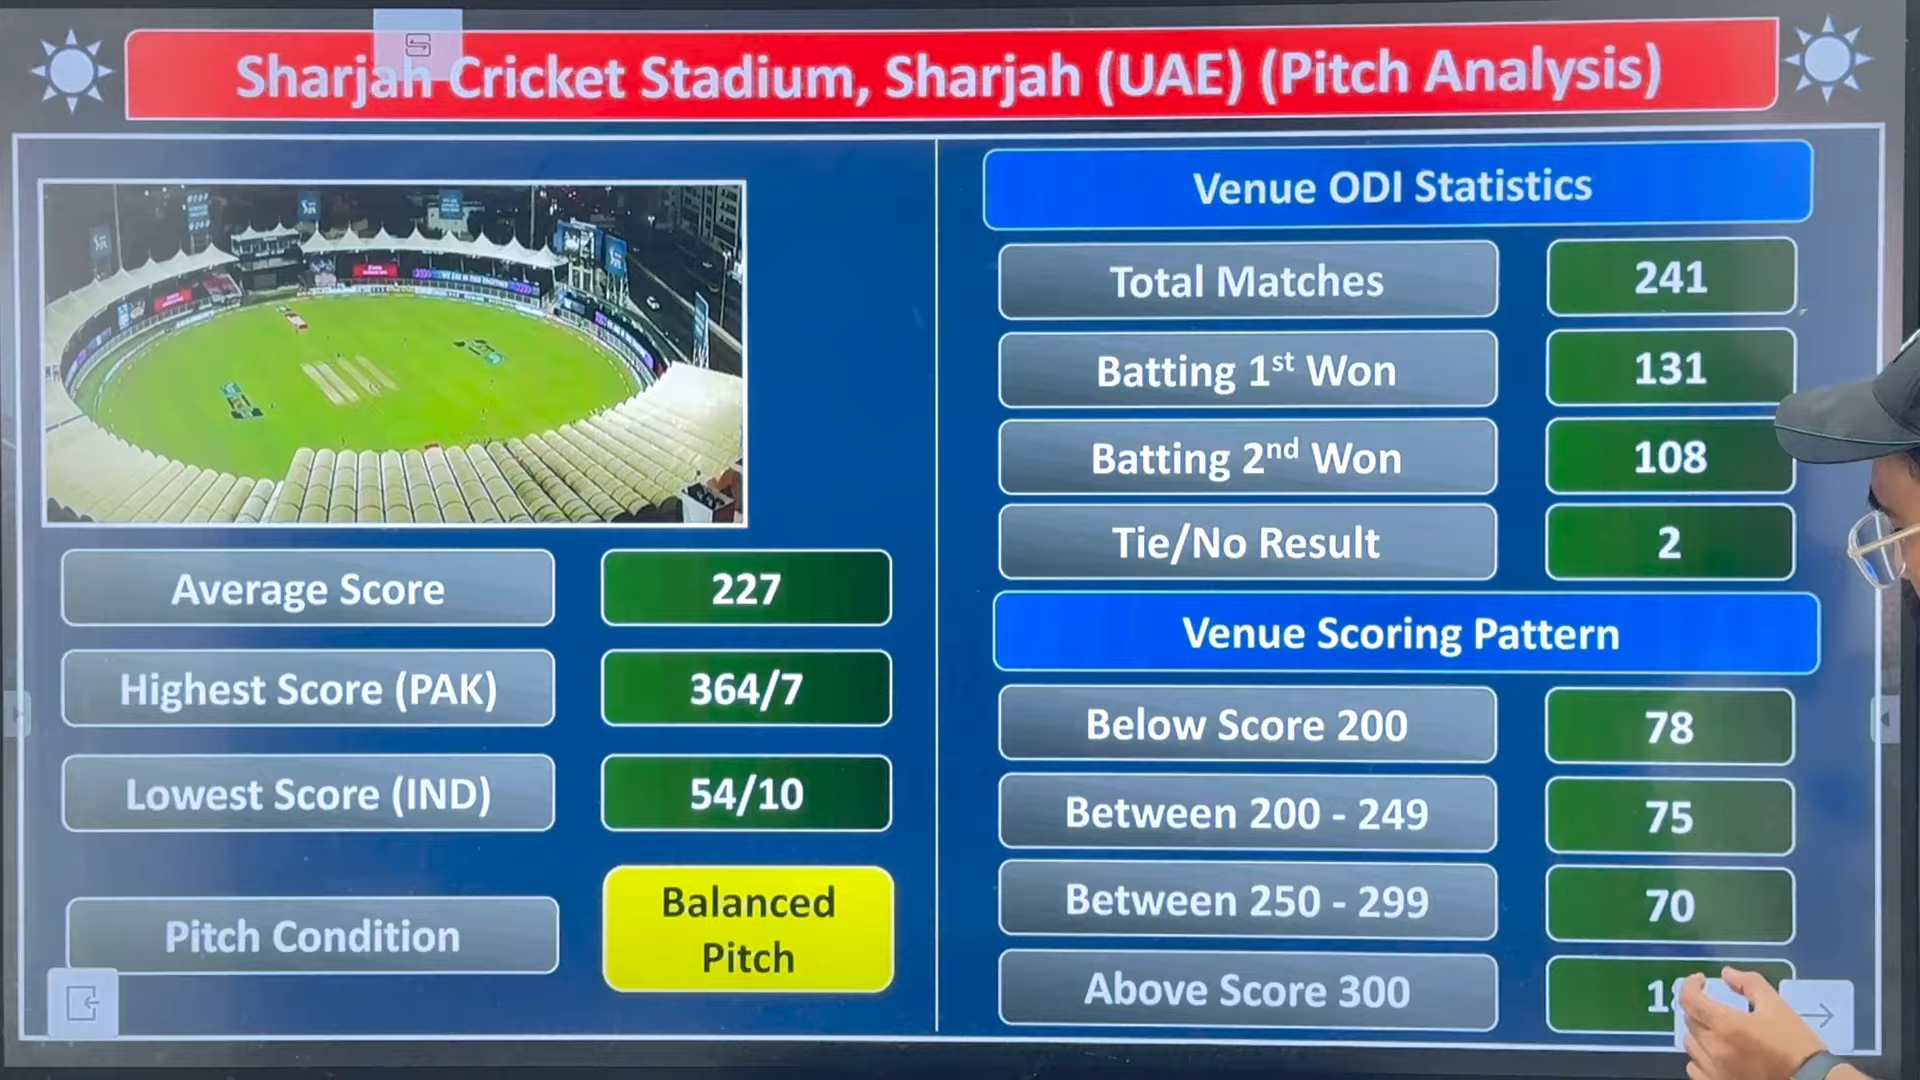 Sharjah Cricket Stadium, Sharjah (UAE) (Pitch Analysis)
Average Score 227
Highest Score (PAK) 364/7
Lowest Score (IND) 54/10
Pitch Condition
Balanced
Pitch
Venue ODI Statistics
Total Matches 241
Batting 1st Won 131
Batting 2nd Won 108
Tie/No Result 2
Venue Scoring Pattern
Below Score 200 78
Between 200 - 249 75
Between 250 - 299 70
Above Score 300